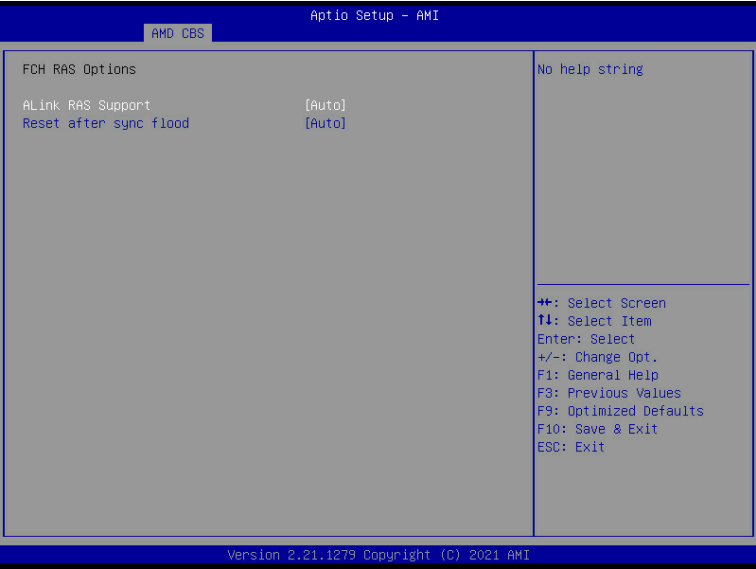 Aptio Setup – AMI
AMD CBS
FCH RAS Options
ALink RAS Support [Auto]
Reset after sync flood [Auto]
No help string
→←: Select Screen
↑↓: Select Item
Enter: Select
+/-: Change Opt.
F1: General Help
F3: Previous Values
F9: Optimized Defaults
F10: Save & Exit
ESC: Exit
Version 2.21.1279 Copyright (C) 2021 AMI